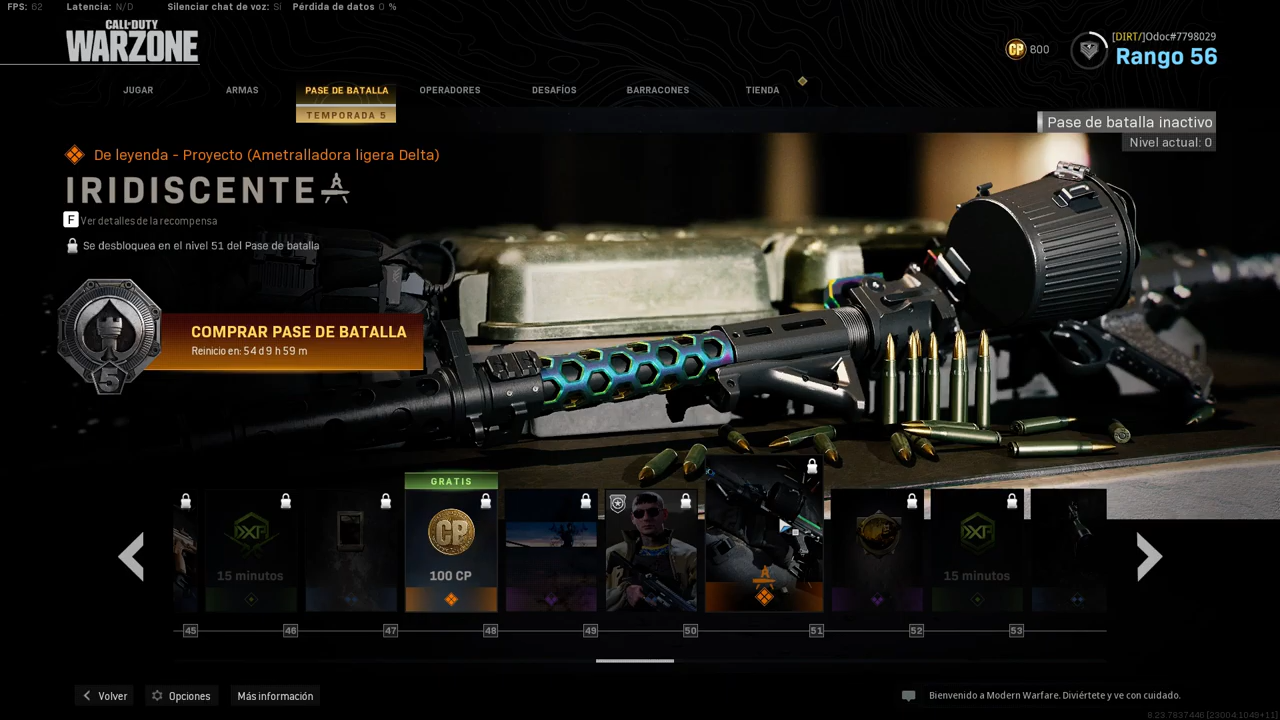 FPS: 62 Latencia: N/D Silenciar chat de voz: Sí Pérdida de datos 0 %
CALL OF DUTY
WARZONE
CP 800
[DIRT/]Odoc#7798029
Rango 56
JUGAR ARMAS PASE DE BATALLA OPERADORES DESAFÍOS BARRACONES TIENDA
TEMPORADA 5
Pase de batalla inactivo
Nivel actual: 0
De leyenda - Proyecto (Ametralladora ligera Delta)
IRIDISCENTE
F Ver detalles de la recompensa
Se desbloquea en el nivel 51 del Pase de batalla
COMPRAR PASE DE BATALLA
Reinicio en: 54 d 9 h 59 m
5
GRATIS
CP
2XP
2XP
15 minutos
100 CP
15 minutos
45 46 47 48 49 50 51 52 53
Volver Opciones Más información
Bienvenido a Modern Warfare. Diviértete y ve con cuidado.